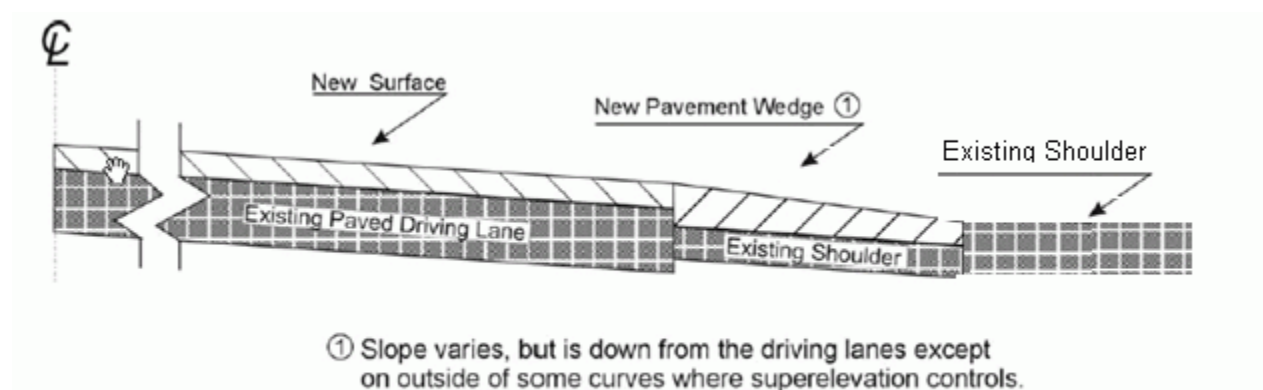 ℄
New Surface
New Pavement Wedge ①
Existing Shoulder
Existing Paved Driving Lane
Existing Shoulder
① Slope varies, but is down from the driving lanes except
on outside of some curves where superelevation controls.